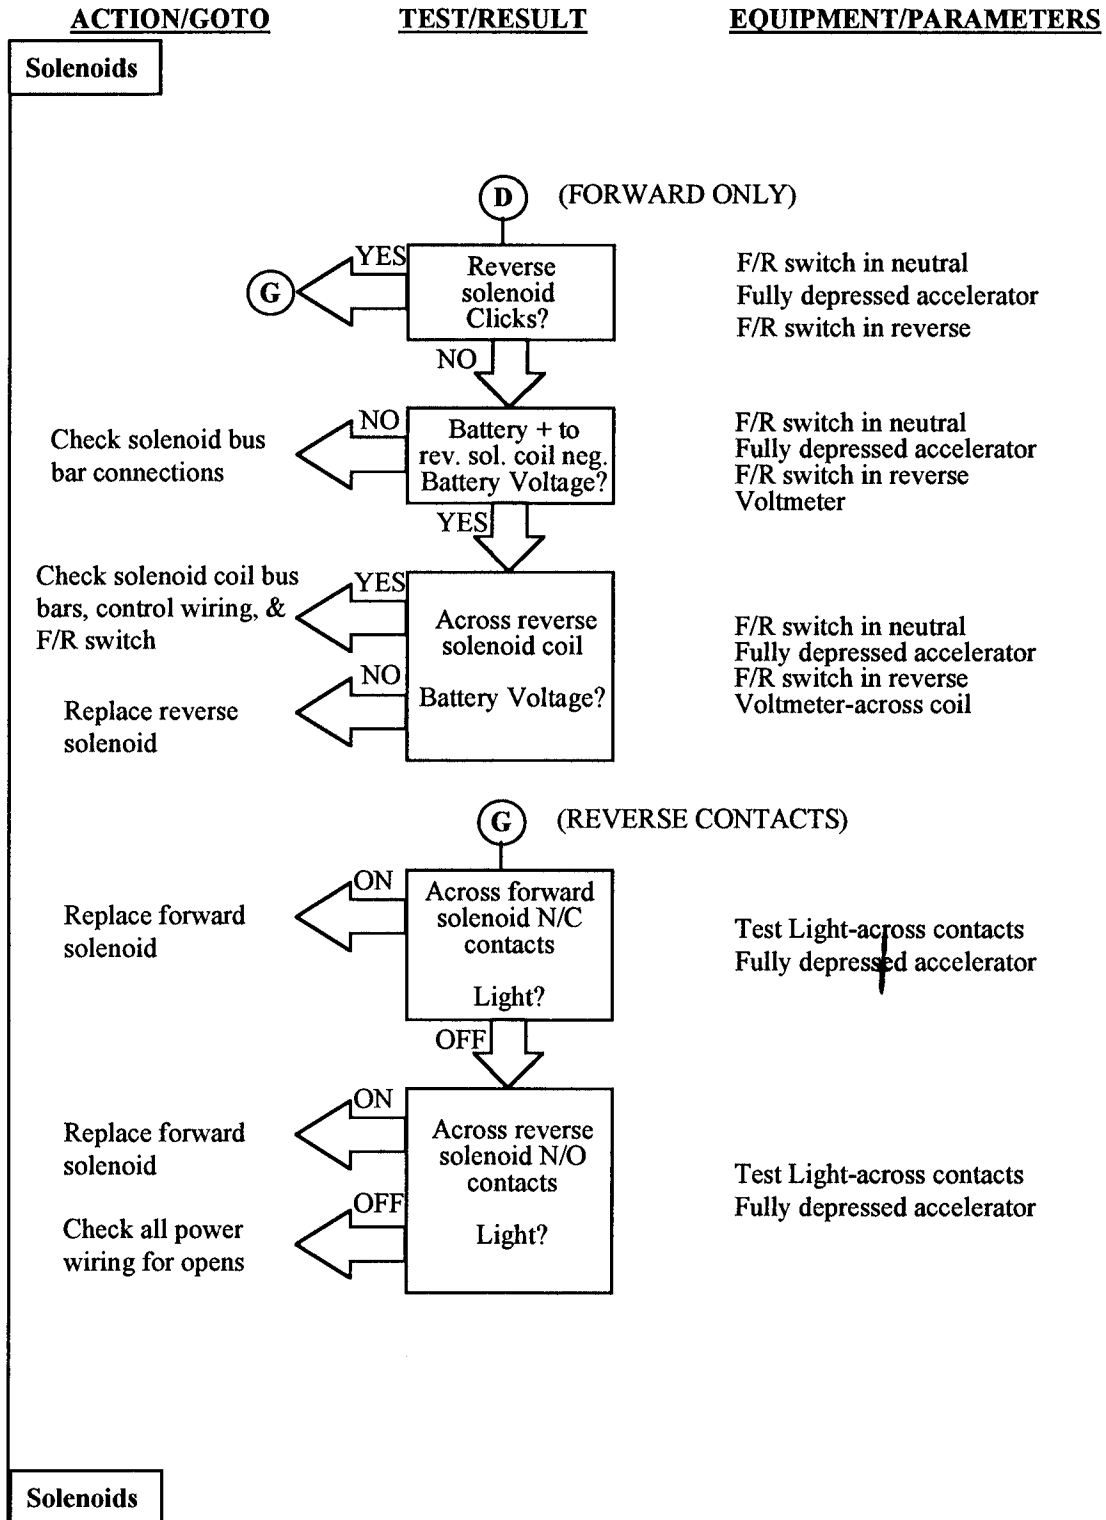 ACTION/GOTO TEST/RESULT EQUIPMENT/PARAMETERS
Solenoids
D (FORWARD ONLY)
YES
G
Reverse
solenoid
Clicks?
F/R switch in neutral
Fully depressed accelerator
F/R switch in reverse
NO
Check solenoid bus
bar connections
NO
Battery + to
rev. sol. coil neg.
Battery Voltage?
F/R switch in neutral
Fully depressed accelerator
F/R switch in reverse
Voltmeter
YES
Check solenoid coil bus
bars, control wiring, &
F/R switch
YES
Replace reverse
solenoid
NO
Across reverse
solenoid coil
Battery Voltage?
F/R switch in neutral
Fully depressed accelerator
F/R switch in reverse
Voltmeter-across coil
G (REVERSE CONTACTS)
Replace forward
solenoid
ON
Across forward
solenoid N/C
contacts
Light?
Test Light-across contacts
Fully depressed accelerator
OFF
Replace forward
solenoid
ON
Check all power
wiring for opens
OFF
Across reverse
solenoid N/O
contacts
Light?
Test Light-across contacts
Fully depressed accelerator
Solenoids